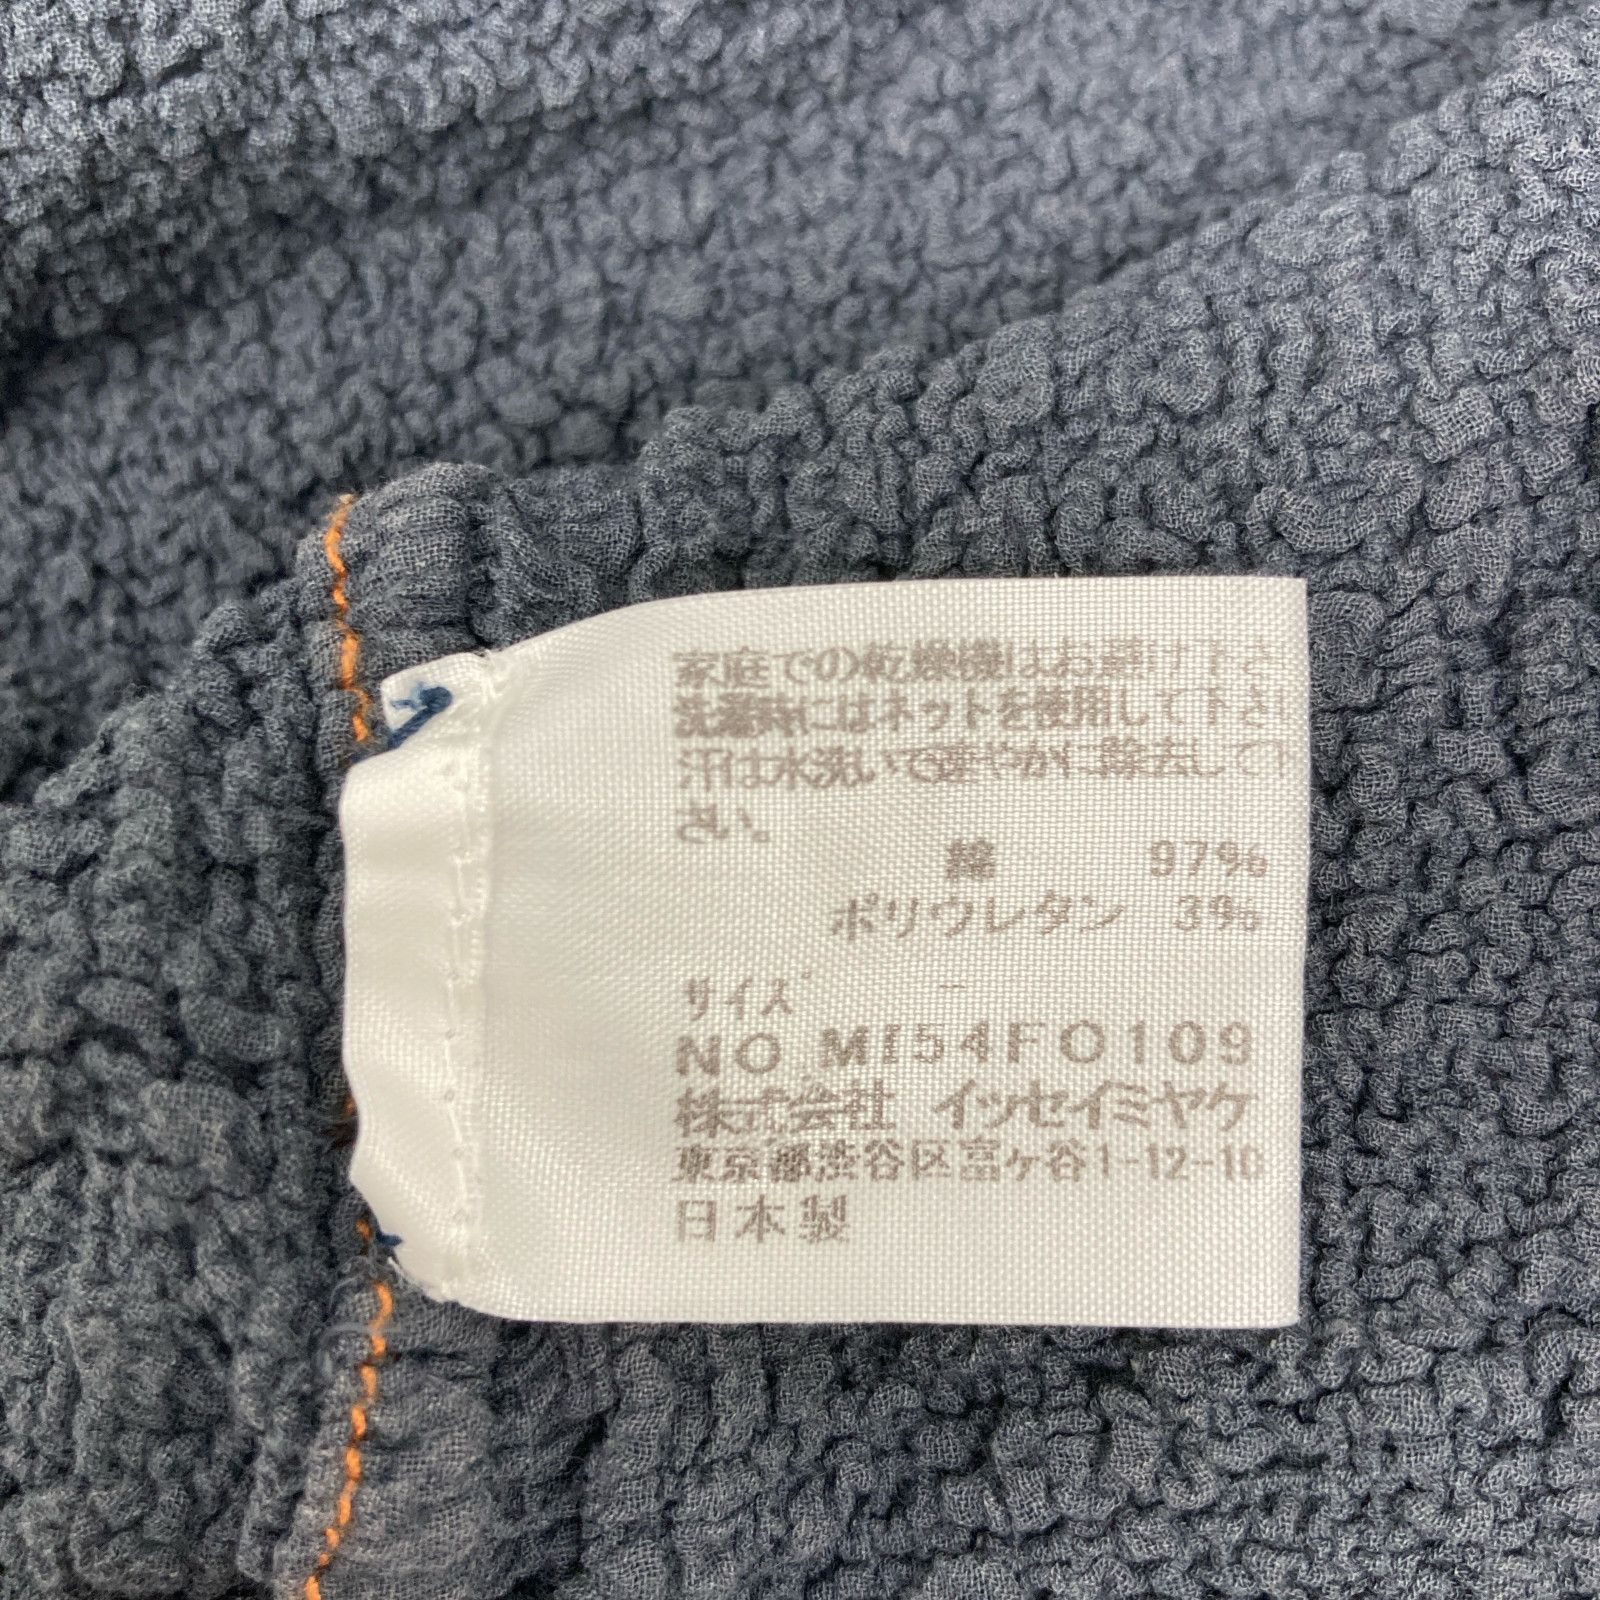 家庭での乾燥機はお避け下さ
洗濯時にはネットを使用して下さい
汗は水洗いで速やかに除去して下
さい。
綿 97%
ポリウレタン 3%
サイズ -
NO MI54FO109
株式会社 イッセイミヤケ
東京都渋谷区富ヶ谷1-12-10
日本製